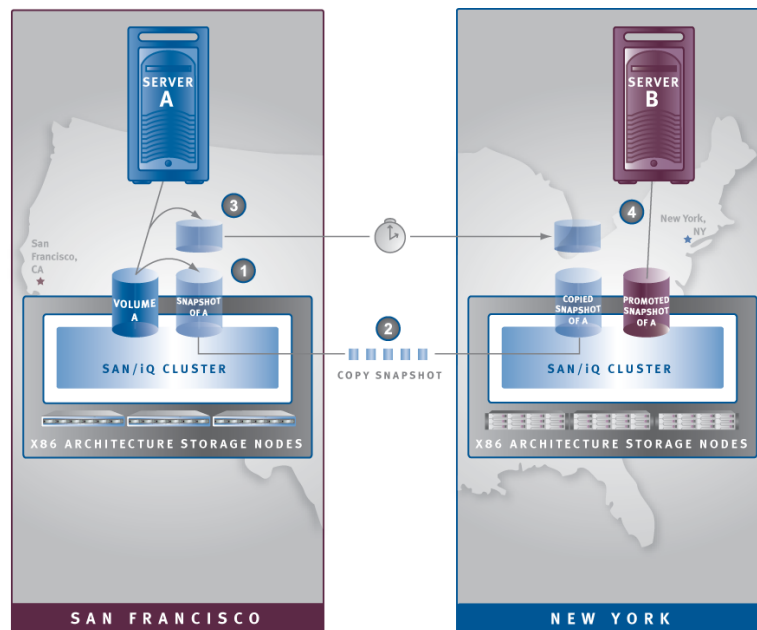 SERVER
A
3
San
Francisco,
CA
1
VOLUME
A
SNAPSHOT
OF A
SAN/iQ CLUSTER
X86 ARCHITECTURE STORAGE NODES
SAN FRANCISCO
2
COPY SNAPSHOT
SERVER
B
4
New York,
NY
COPIED
SNAPSHOT
OF A
PROMOTED
SNAPSHOT
OF A
SAN/iQ CLUSTER
X86 ARCHITECTURE STORAGE NODES
NEW YORK